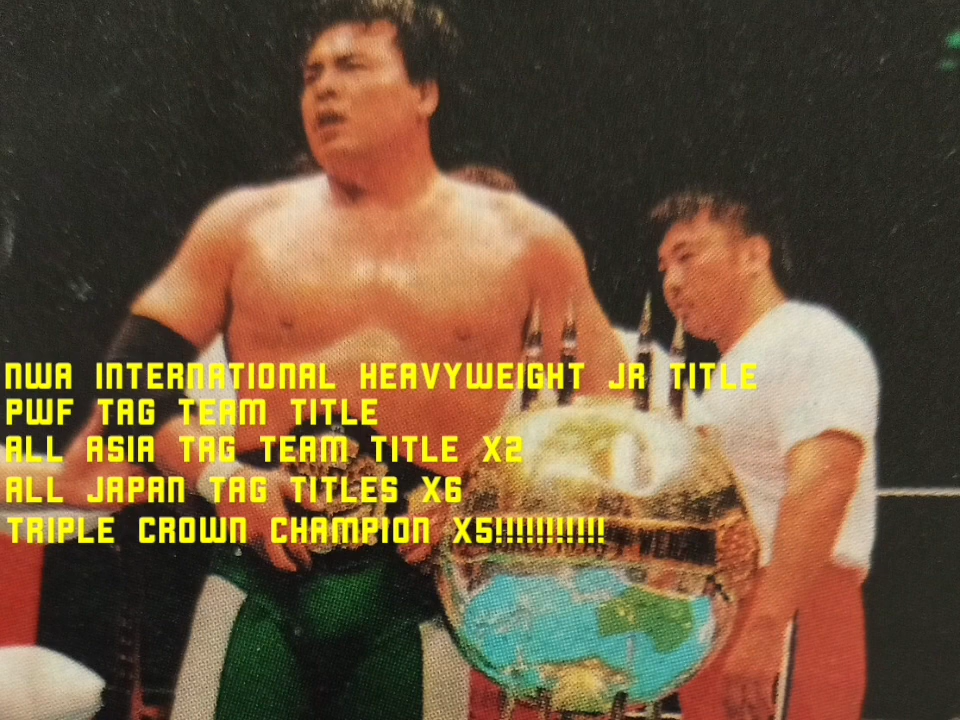 NWA INTERNATIONAL HEAVYWEIGHT JR TITLE
PWF TAG TEAM TITLE
ALL ASIA TAG TEAM TITLE X2
ALL JAPAN TAG TITLES X6
TRIPLE CROWN CHAMPION X5!!!!!!!!!!!